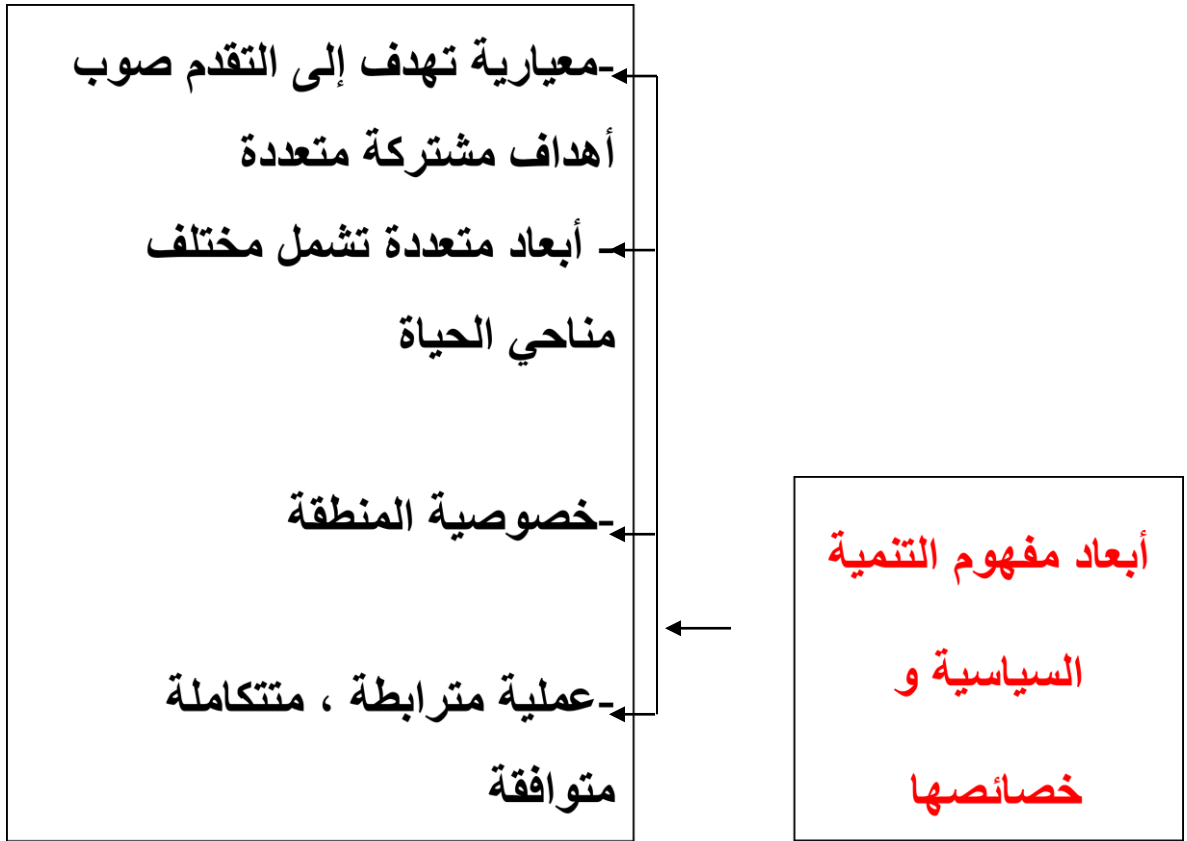 -معيارية تهدف إلى التقدم صوب
أهداف مشتركة متعددة
- أبعاد متعددة تشمل مختلف
مناحي الحياة
-خصوصية المنطقة
-عملية مترابطة ، متتكاملة
متوافقة
أبعاد مفهوم التنمية
السياسية و
خصائصها